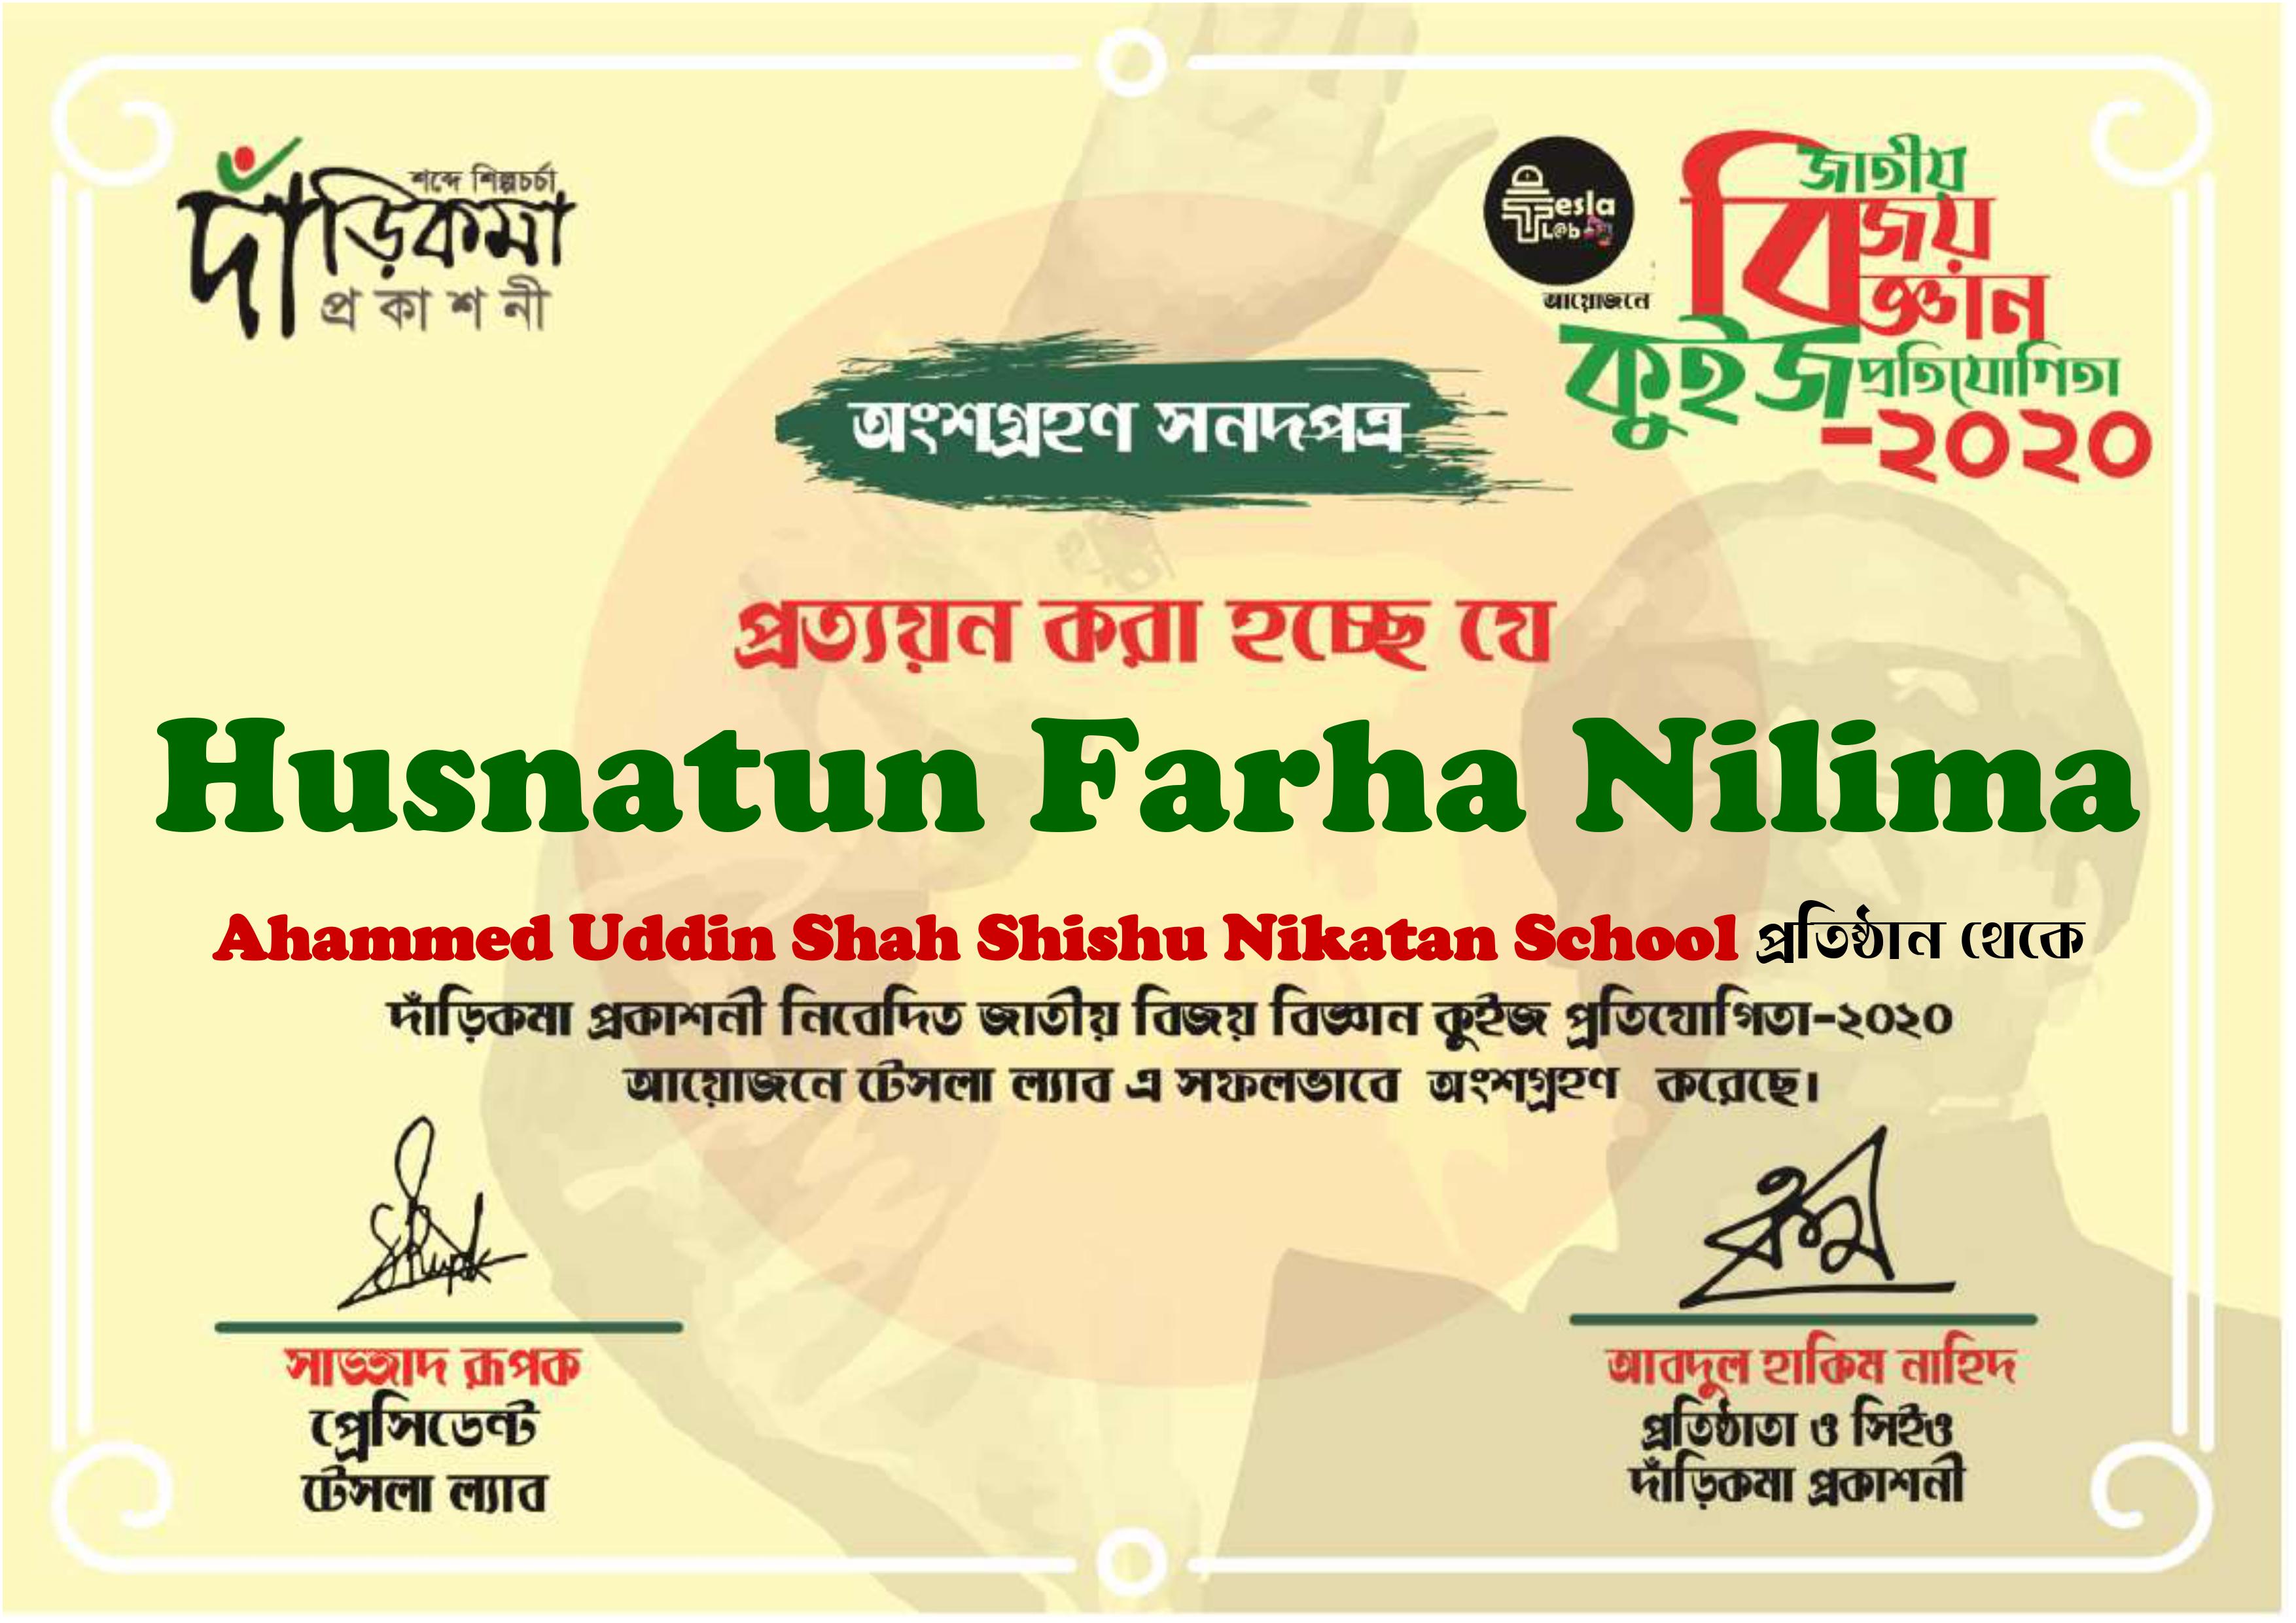 শব্দে শিল্পচর্চা
দাঁড়িকমা
প্রকাশনী
Tesla
L@b
আয়োজনে
জাতীয়
বিজয়
বিজ্ঞান
কুইজ প্রতিযোগিতা
-২০২০
অংশগ্রহণ সনদপত্র
প্রত্যয়ন করা হচ্ছে যে
Husnatun Farha Nilima
Ahammed Uddin Shah Shishu Nikatan School প্রতিষ্ঠান থেকে
দাঁড়িকমা প্রকাশনী নিবেদিত জাতীয় বিজয় বিজ্ঞান কুইজ প্রতিযোগিতা-২০২০
আয়োজনে টেসলা ল্যাব এ সফলভাবে অংশগ্রহণ করেছে।
সাজ্জাদ রূপক
প্রেসিডেন্ট
টেসলা ল্যাব
আবদুল হাকিম নাহিদ
প্রতিষ্ঠাতা ও সিইও
দাঁড়িকমা প্রকাশনী